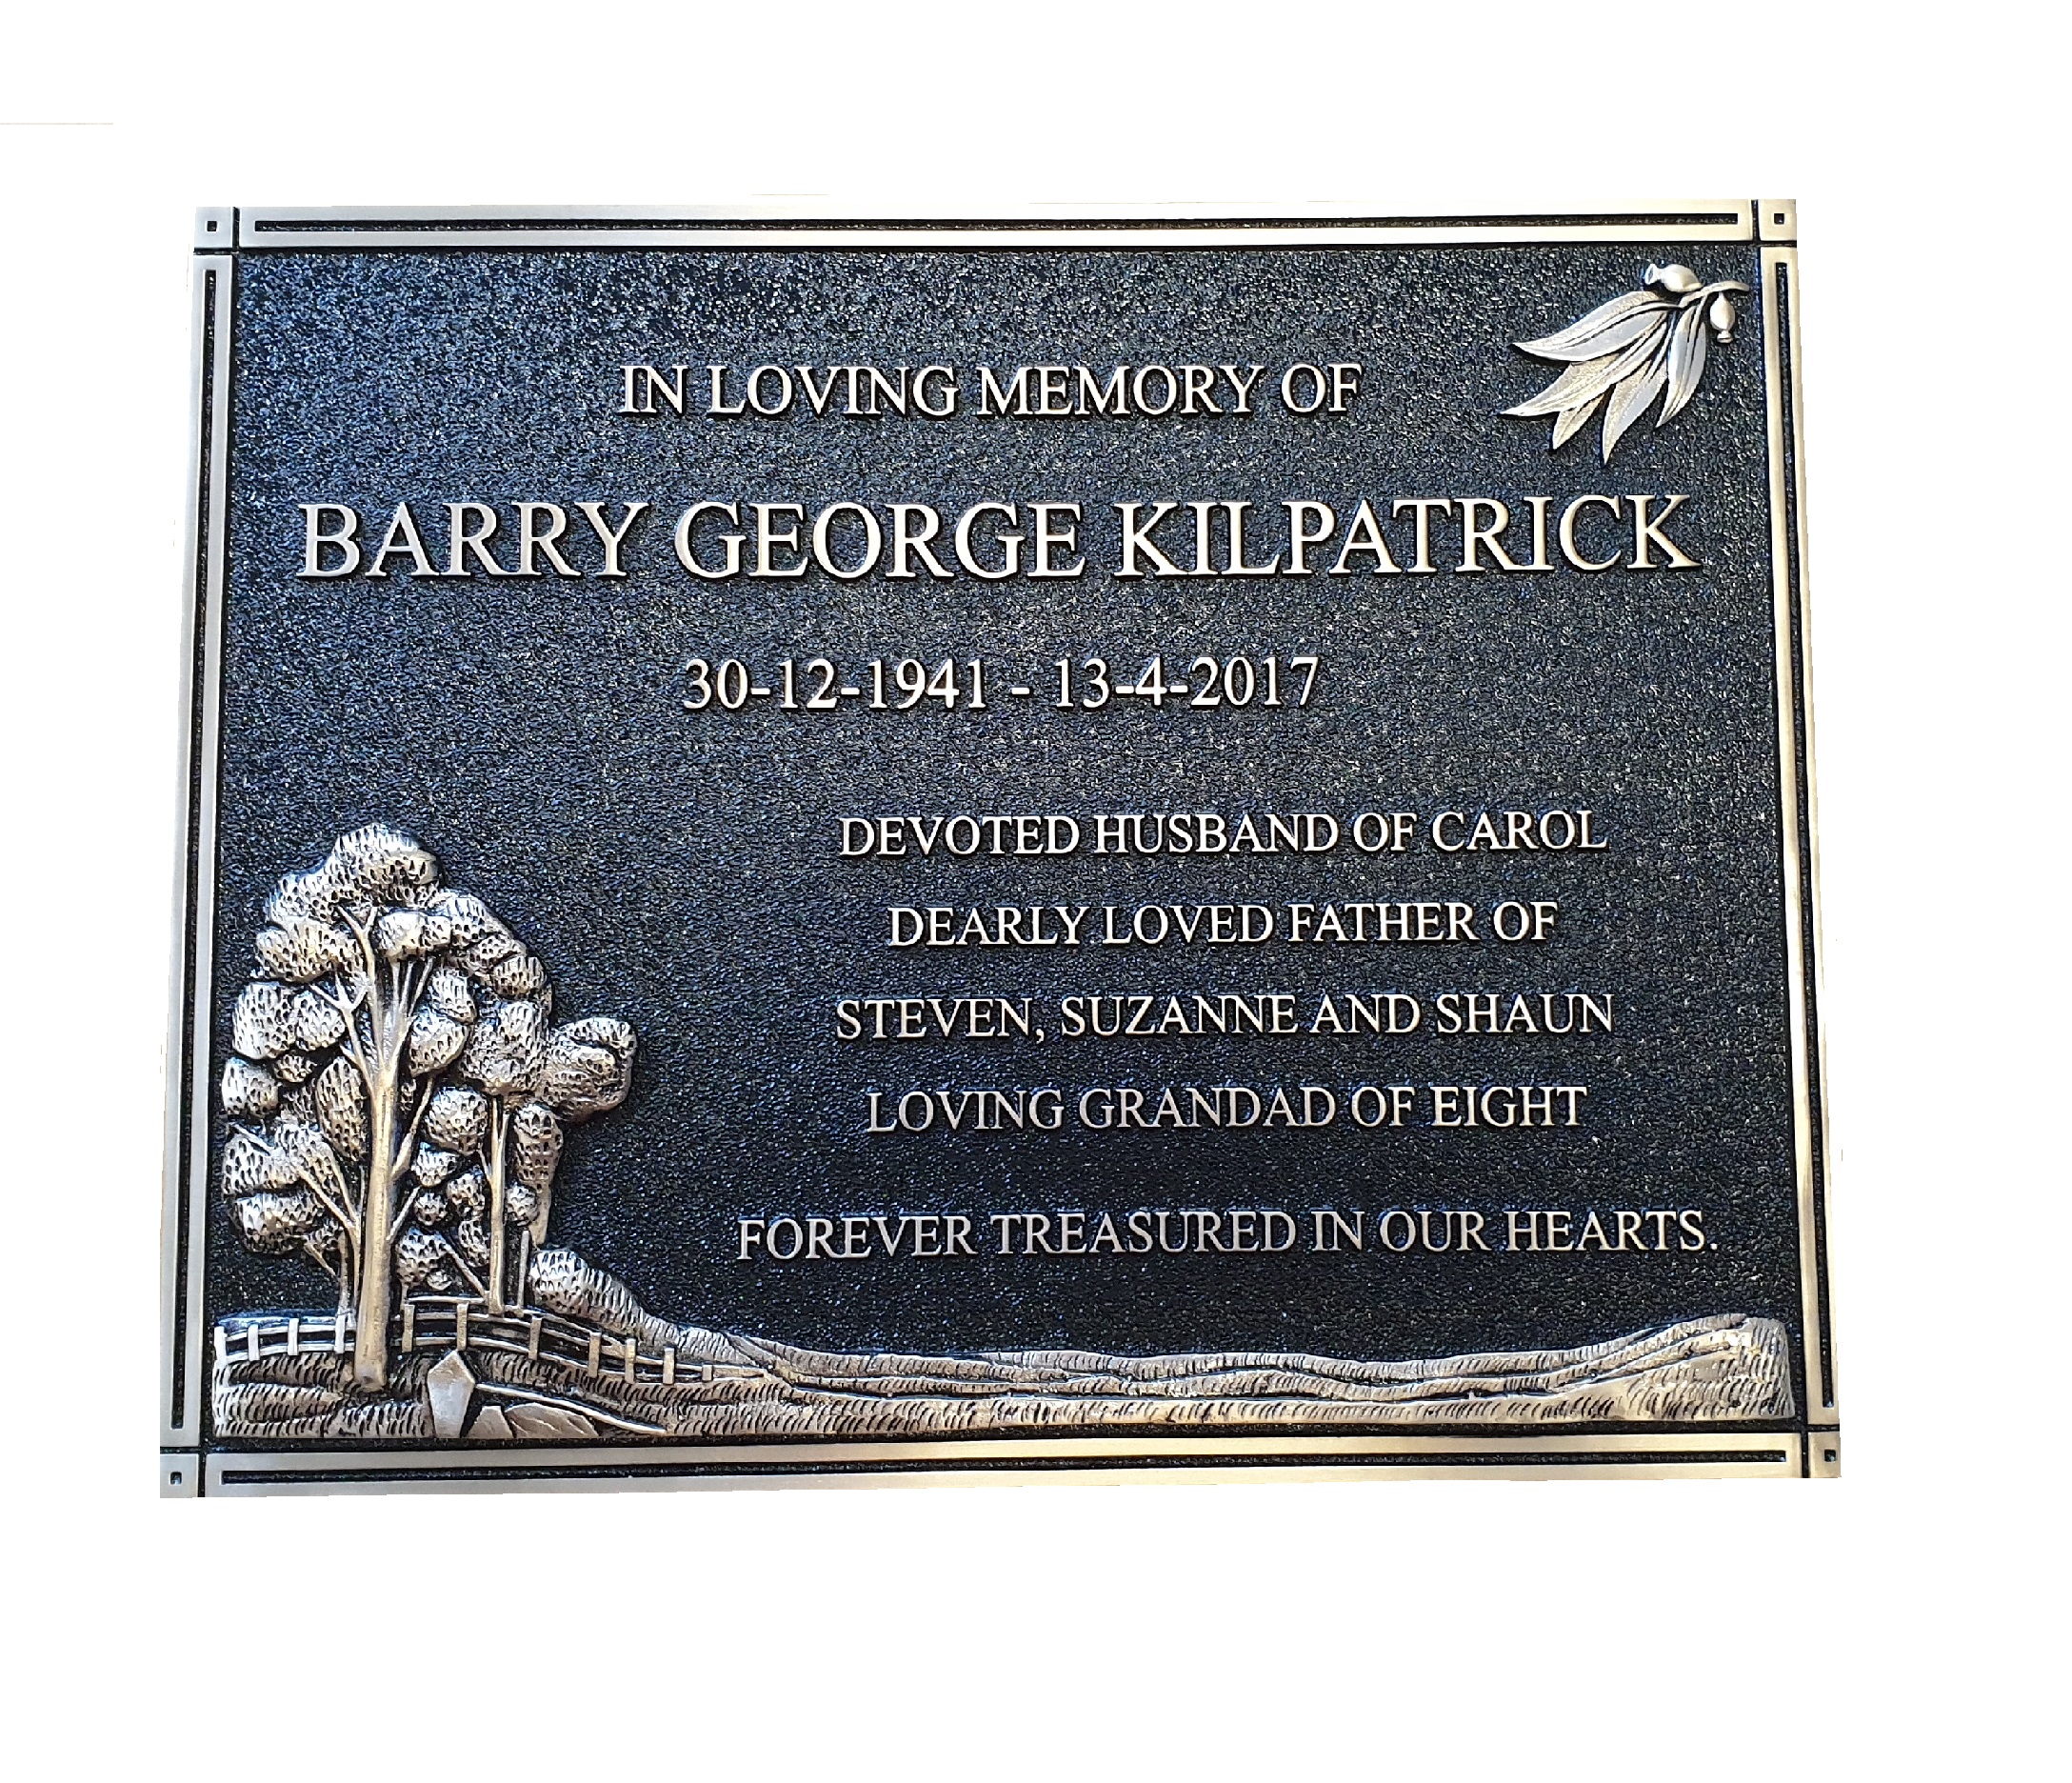 IN LOVING MEMORY OF
BARRY GEORGE KILPATRICK
30-12-1941 - 13-4-2017
DEVOTED HUSBAND OF CAROL
DEARLY LOVED FATHER OF
STEVEN, SUZANNE AND SHAUN
LOVING GRANDAD OF EIGHT
FOREVER TREASURED IN OUR HEARTS.